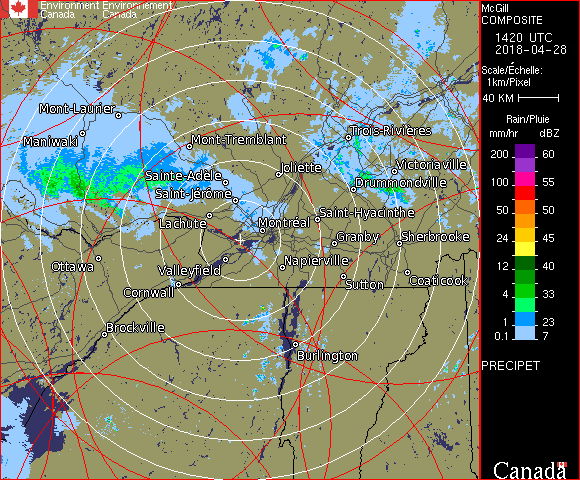 Environment Environnement
Canada Canada
McGill
COMPOSITE
1420 UTC
2018-04-28
Scale/Échelle:
1km/Pixel
40 KM
Rain/Pluie
mm/hr dBZ
200 60
150 57
100 55
50 50
24 45
12 40
4 33
1 23
0.1 7
PRECIPET
Canada
Mont-Laurier
Maniwaki
Mont-Tremblant
Trois-Rivières
Joliette
Victoriaville
Sainte-Adèle
Drummondville
Saint-Jérôme
Saint-Hyacinthe
Lachute
Montréal
Granby
Sherbrooke
Ottawa
Valleyfield
Napierville
Coaticook
Sutton
Cornwall
Brockville
Burlington